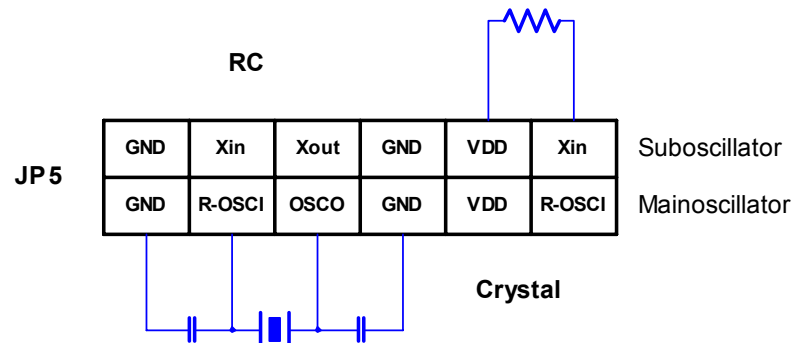 RC
JP5
GND Xin Xout GND VDD Xin Suboscillator
GND R-OSCI OSCO GND VDD R-OSCI Mainoscillator
Crystal